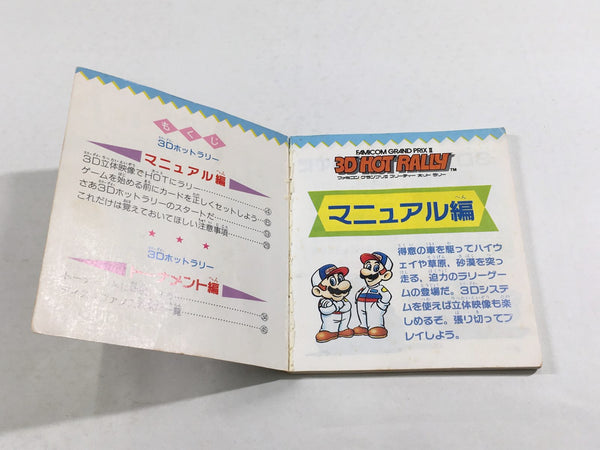 もくじ
3Dホットラリー
マニュアル編
3D立体映像でHOTにラリー
ゲームを始める前にカードを正しくセットしよう
さあ3Dホットラリーのスタートだ
これだけは覚えておいてほしい注意事項
3Dホットラリー
ナメント編
覧
FAMICOM GRAND PRIX II
3D HOT RALLY™
ファミコン グランプリII スリーディー ホット ラリー
マニュアル編
へん
得意の車を駆ってハイウ
ェイや草原、砂漠を突っ
走る、迫力のラリーゲー
ムの登場だ。3Dシステ
ムを使えば立体映像も楽
しめるぞ。張り切ってプ
レイしよう。